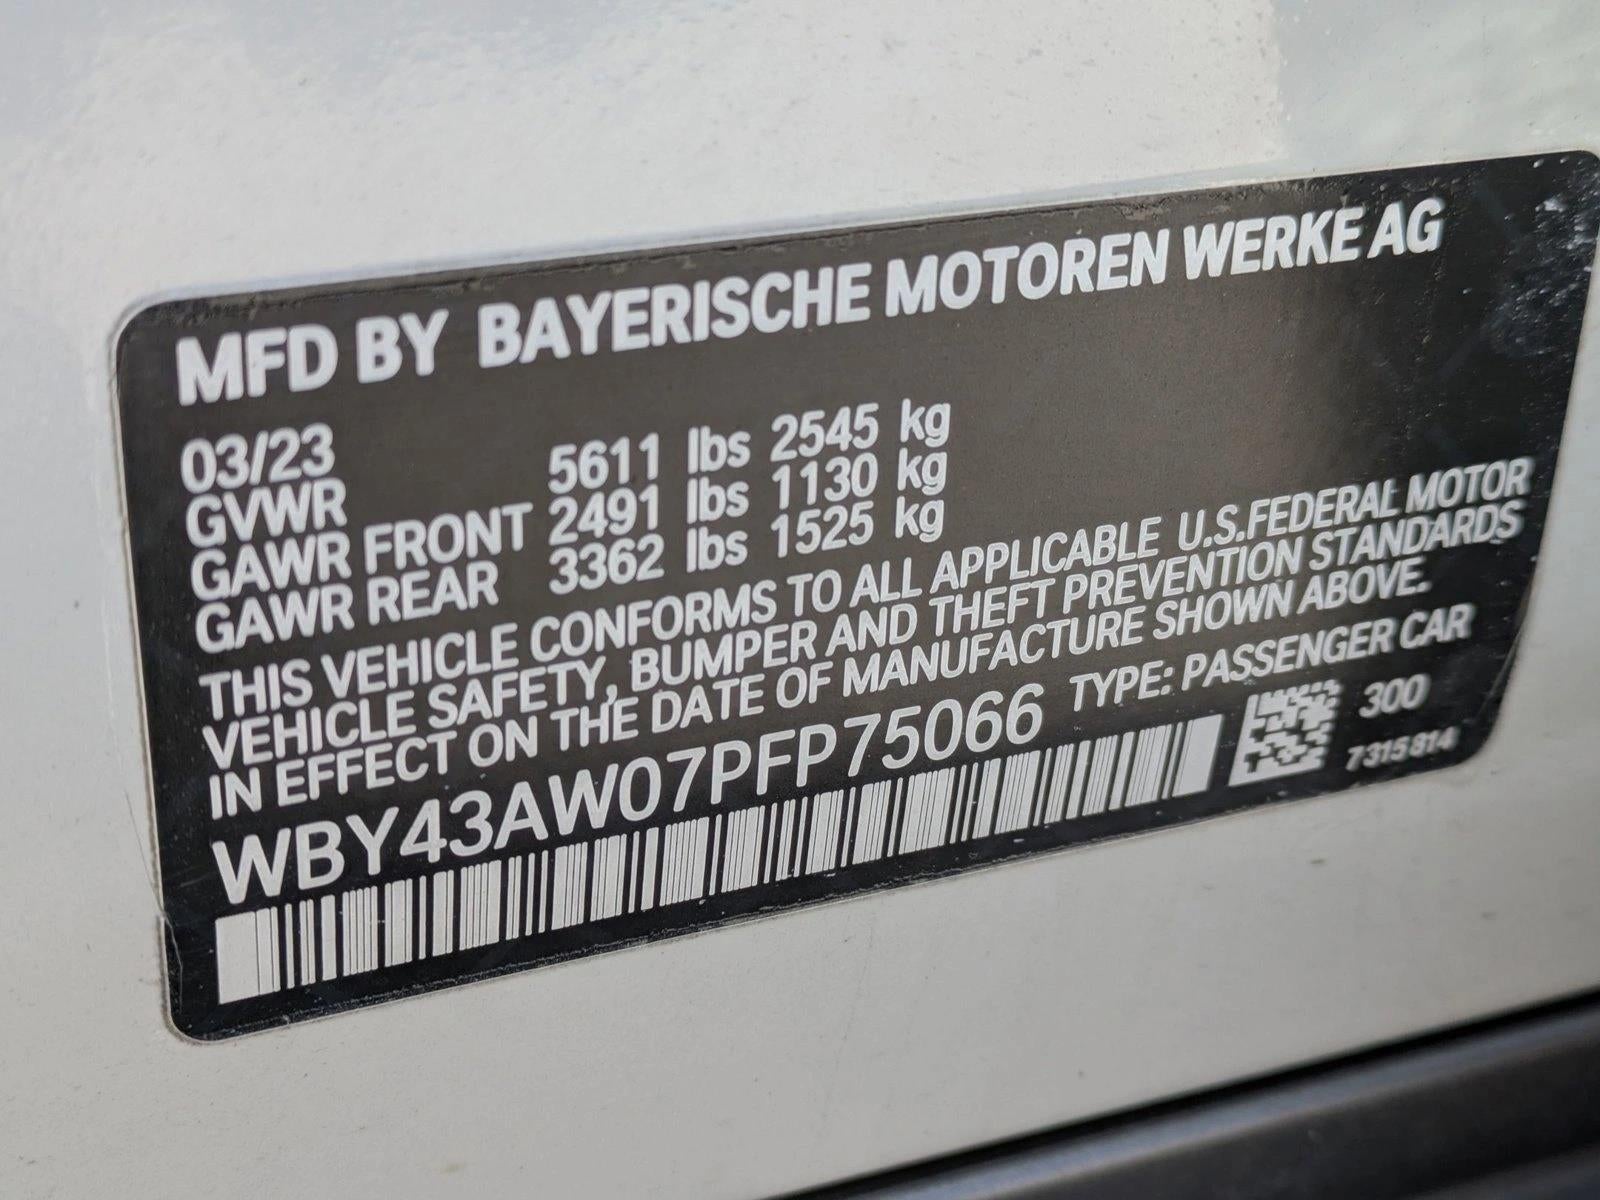 MFD BY BAYERISCHE MOTOREN WERKE AG
03/23
GVWR 5611 lbs 2545 kg
GAWR FRONT 2491 lbs 1130 kg
GAWR REAR 3362 lbs 1525 kg
THIS VEHICLE CONFORMS TO ALL APPLICABLE U.S.FEDERAL MOTOR
VEHICLE SAFETY, BUMPER AND THEFT PREVENTION STANDARDS
IN EFFECT ON THE DATE OF MANUFACTURE SHOWN ABOVE.
WBY43AW07PFP75066 TYPE: PASSENGER CAR
300
7315814